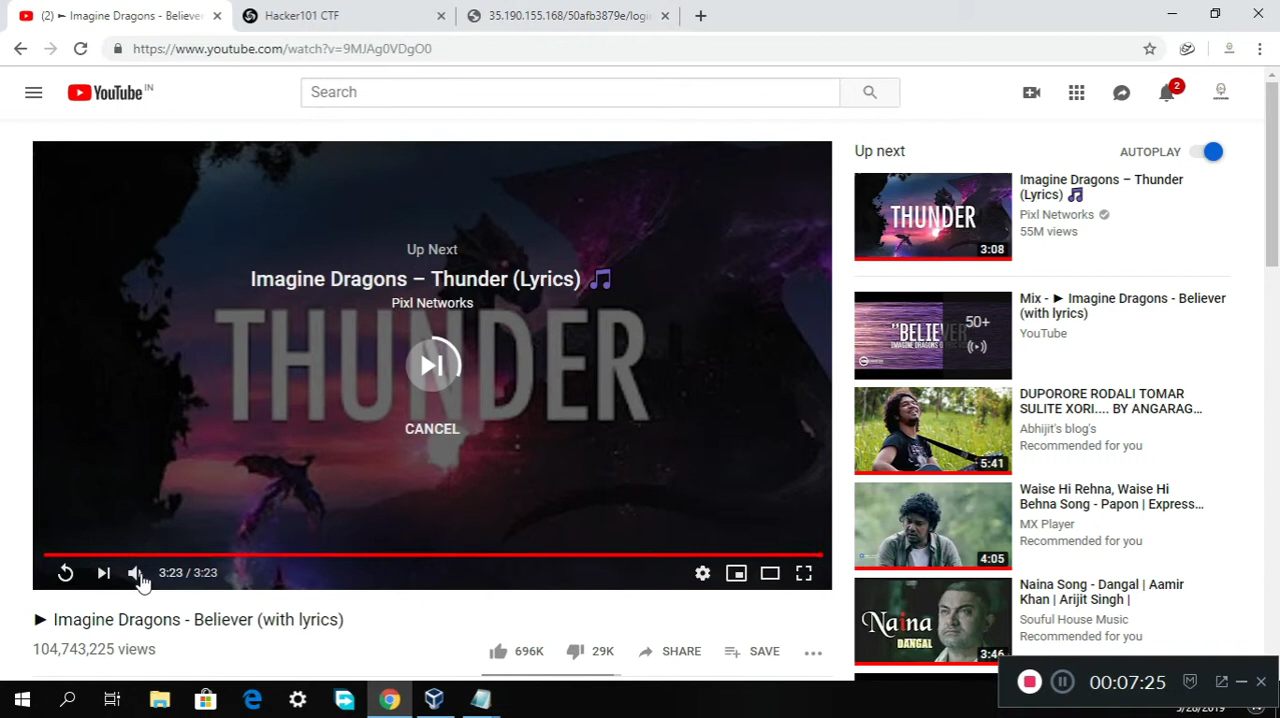 (2) ► Imagine Dragons - Believer
Hacker101 CTF
35.190.155.168/50afb3879e/logi
https://www.youtube.com/watch?v=9MJAg0VDgO0
YouTube IN
Search
2
Up next
AUTOPLAY
Up Next
Imagine Dragons – Thunder (Lyrics) 🎵
Pixl Networks
THUNDER
CANCEL
3:23 / 3:23
► Imagine Dragons - Believer (with lyrics)
104,743,225 views
696K
29K
SHARE
SAVE
THUNDER
3:08
Imagine Dragons – Thunder
(Lyrics) 🎵
Pixl Networks
55M views
"BELIEVER
50+
Mix - ► Imagine Dragons - Believer
(with lyrics)
YouTube
5:41
DUPORORE RODALI TOMAR
SULITE XORI.... BY ANGARAG...
Abhijit's blog's
Recommended for you
4:05
Waise Hi Rehna, Waise Hi
Behna Song - Papon | Express...
MX Player
Recommended for you
Naina
DANGAL
3:46
Naina Song - Dangal | Aamir
Khan | Arijit Singh |
Souful House Music
Recommended for you
00:07:25